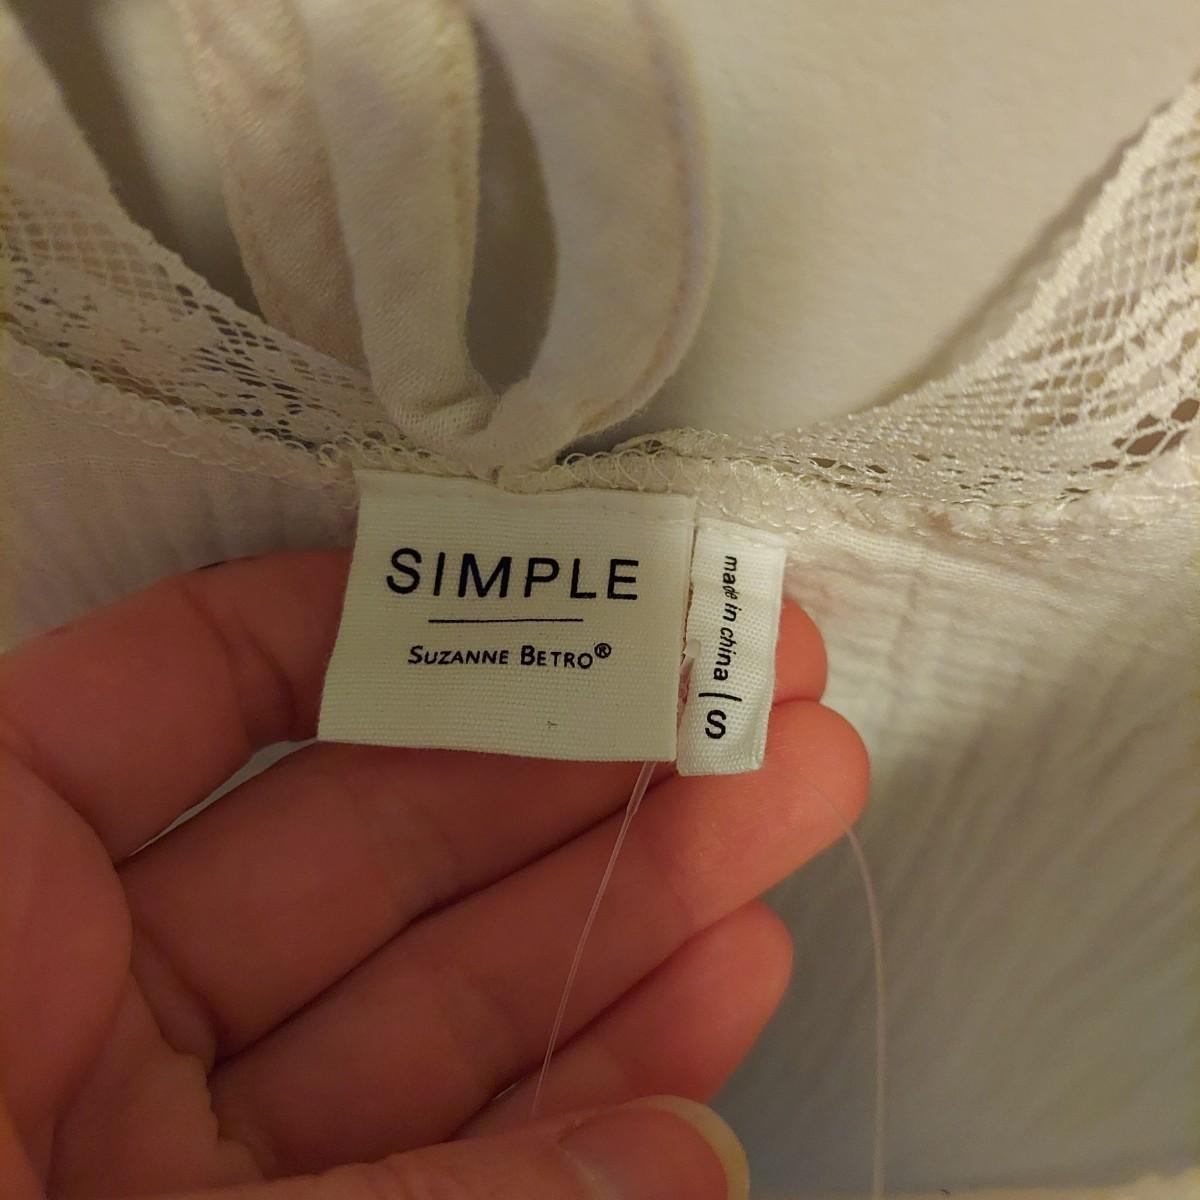 SIMPLE
SUZANNE BETRO®
made in china | S